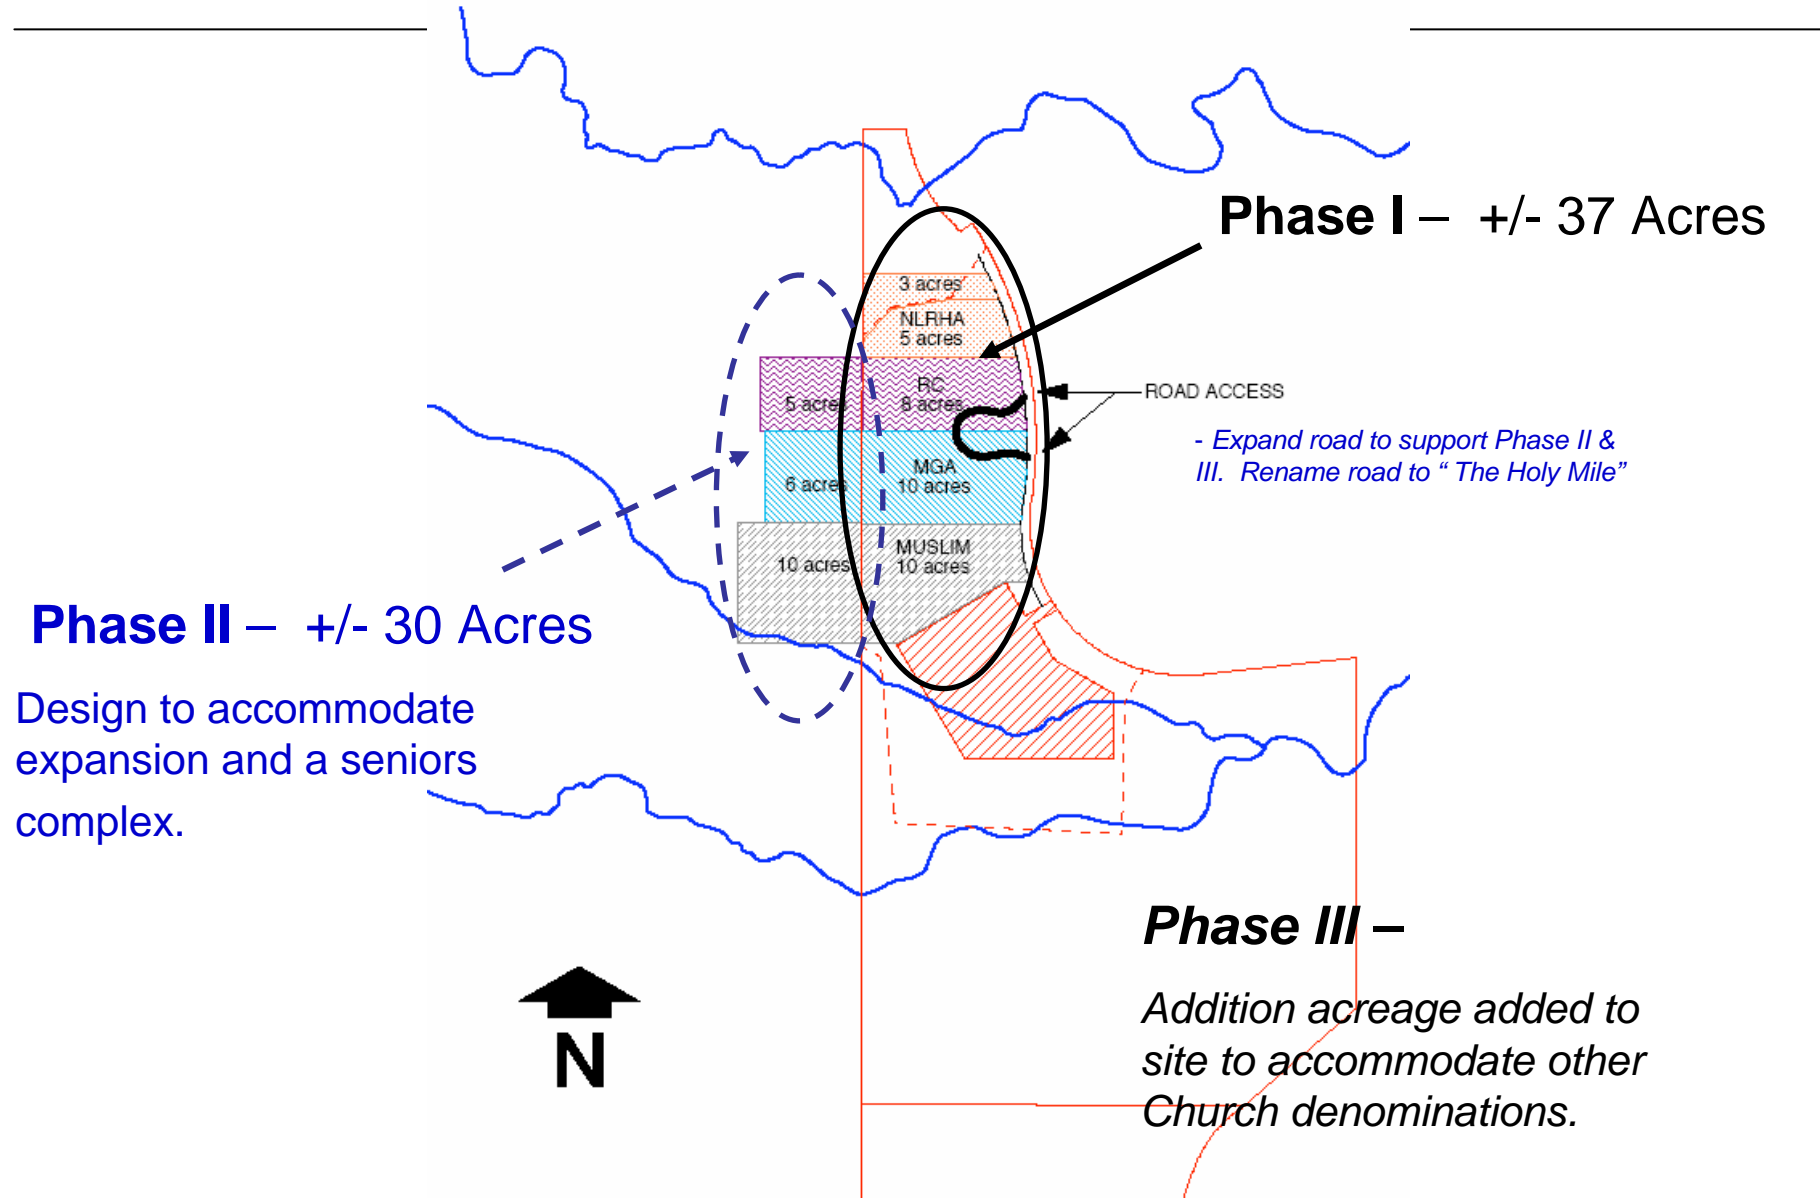 Phase I – +/- 37 Acres
3 acres
NLRHA
5 acres
RC
8 acres
5 acres
ROAD ACCESS
- Expand road to support Phase II &
III. Rename road to “ The Holy Mile”
MGA
10 acres
6 acres
MUSLIM
10 acres
10 acres
Phase II – +/- 30 Acres
Design to accommodate
expansion and a seniors
complex.
Phase III –
Addition acreage added to
site to accommodate other
Church denominations.
N